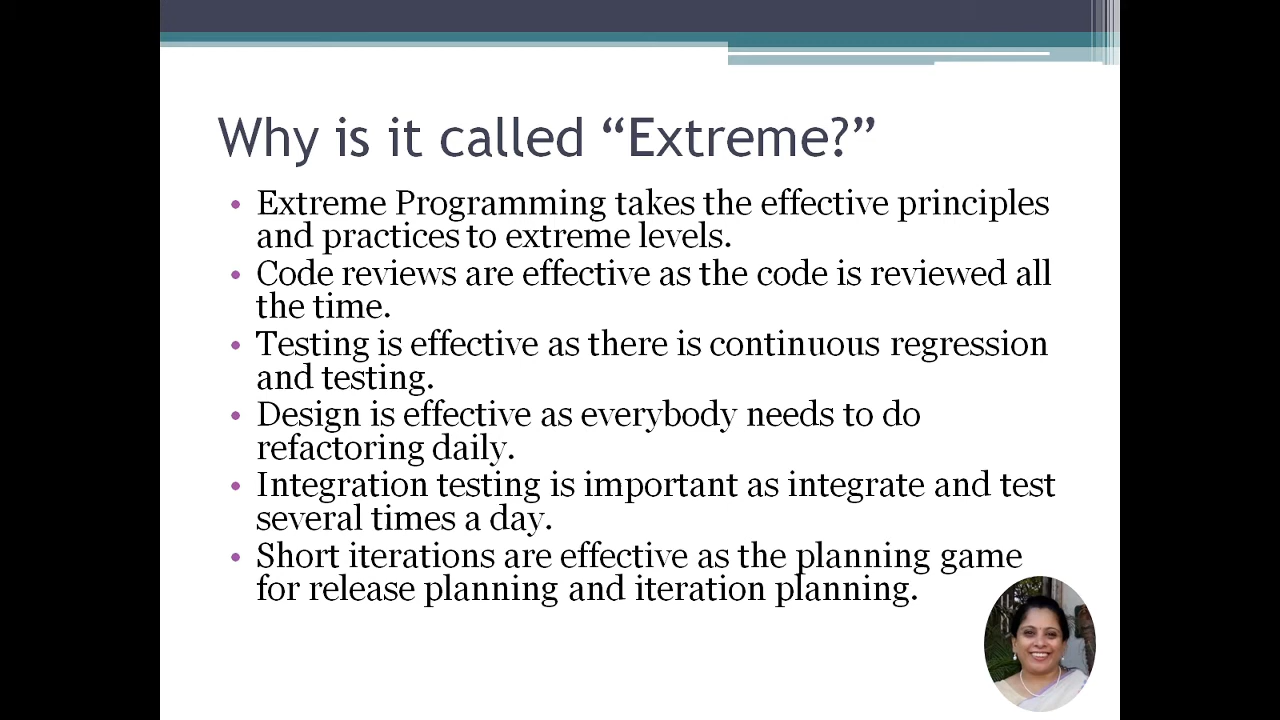 Why is it called “Extreme?”
• Extreme Programming takes the effective principles
and practices to extreme levels.
• Code reviews are effective as the code is reviewed all
the time.
• Testing is effective as there is continuous regression
and testing.
• Design is effective as everybody needs to do
refactoring daily.
• Integration testing is important as integrate and test
several times a day.
• Short iterations are effective as the planning game
for release planning and iteration planning.